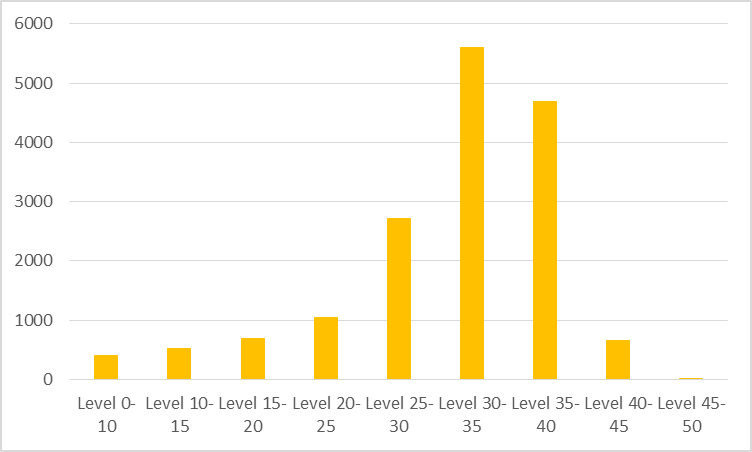 6000
5000
4000
3000
2000
1000
0
Level 0-
10
Level 10-
15
Level 15-
20
Level 20-
25
Level 25-
30
Level 30-
35
Level 35-
40
Level 40-
45
Level 45-
50